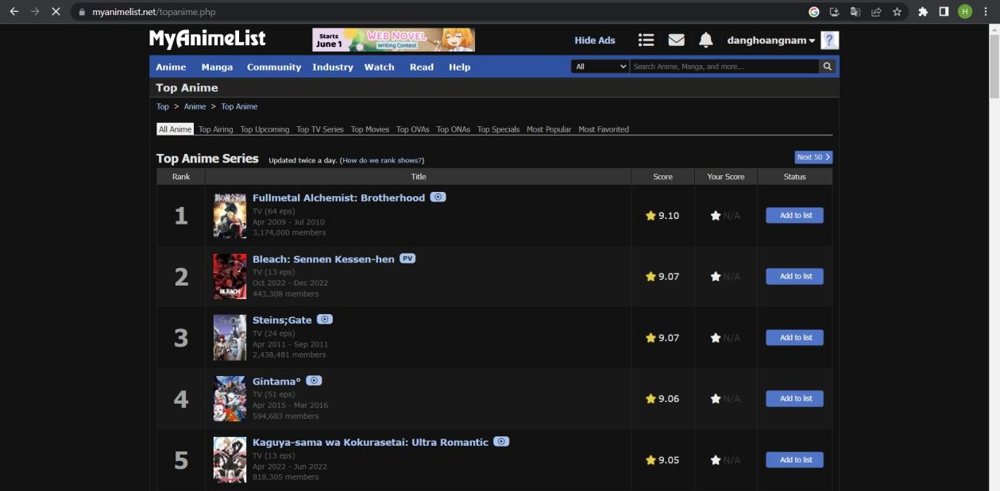 myanimelist.net/topanime.php
H
MyAnimeList
Starts
June 1
WEB NOVEL
Writing Contest
Hide Ads
danghoangnam
?
Anime Manga Community Industry Watch Read Help
All
Search Anime, Manga, and more...
Top Anime
Top > Anime > Top Anime
All Anime Top Airing Top Upcoming Top TV Series Top Movies Top OVAs Top ONAs Top Specials Most Popular Most Favorited
Top Anime Series Updated twice a day. (How do we rank shows?) Next 50
Rank Title Score Your Score Status
1
鋼の錬金術師
Fullmetal Alchemist: Brotherhood
TV (64 eps)
Apr 2009 - Jul 2010
3,174,000 members
9.10 N/A Add to list
2
BLEACH
Bleach: Sennen Kessen-hen PV
TV (13 eps)
Oct 2022 - Dec 2022
443,308 members
9.07 N/A Add to list
3
Steins;Gate
TV (24 eps)
Apr 2011 - Sep 2011
2,438,481 members
9.07 N/A Add to list
4
Gintama°
TV (51 eps)
Apr 2015 - Mar 2016
594,683 members
9.06 N/A Add to list
5
Kaguya-sama wa Kokurasetai: Ultra Romantic
TV (13 eps)
Apr 2022 - Jun 2022
818,305 members
9.05 N/A Add to list